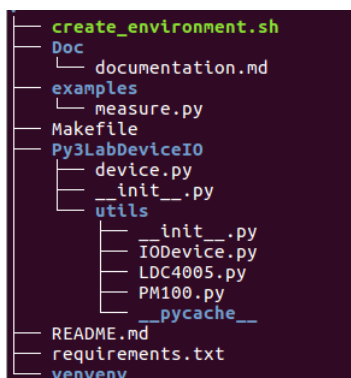 create_environment.sh
Doc
documentation.md
examples
measure.py
Makefile
Py3LabDeviceIO
device.py
__init__.py
utils
__init__.py
IODevice.py
LDC4005.py
PM100.py
__pycache__
README.md
requirements.txt
venvenv